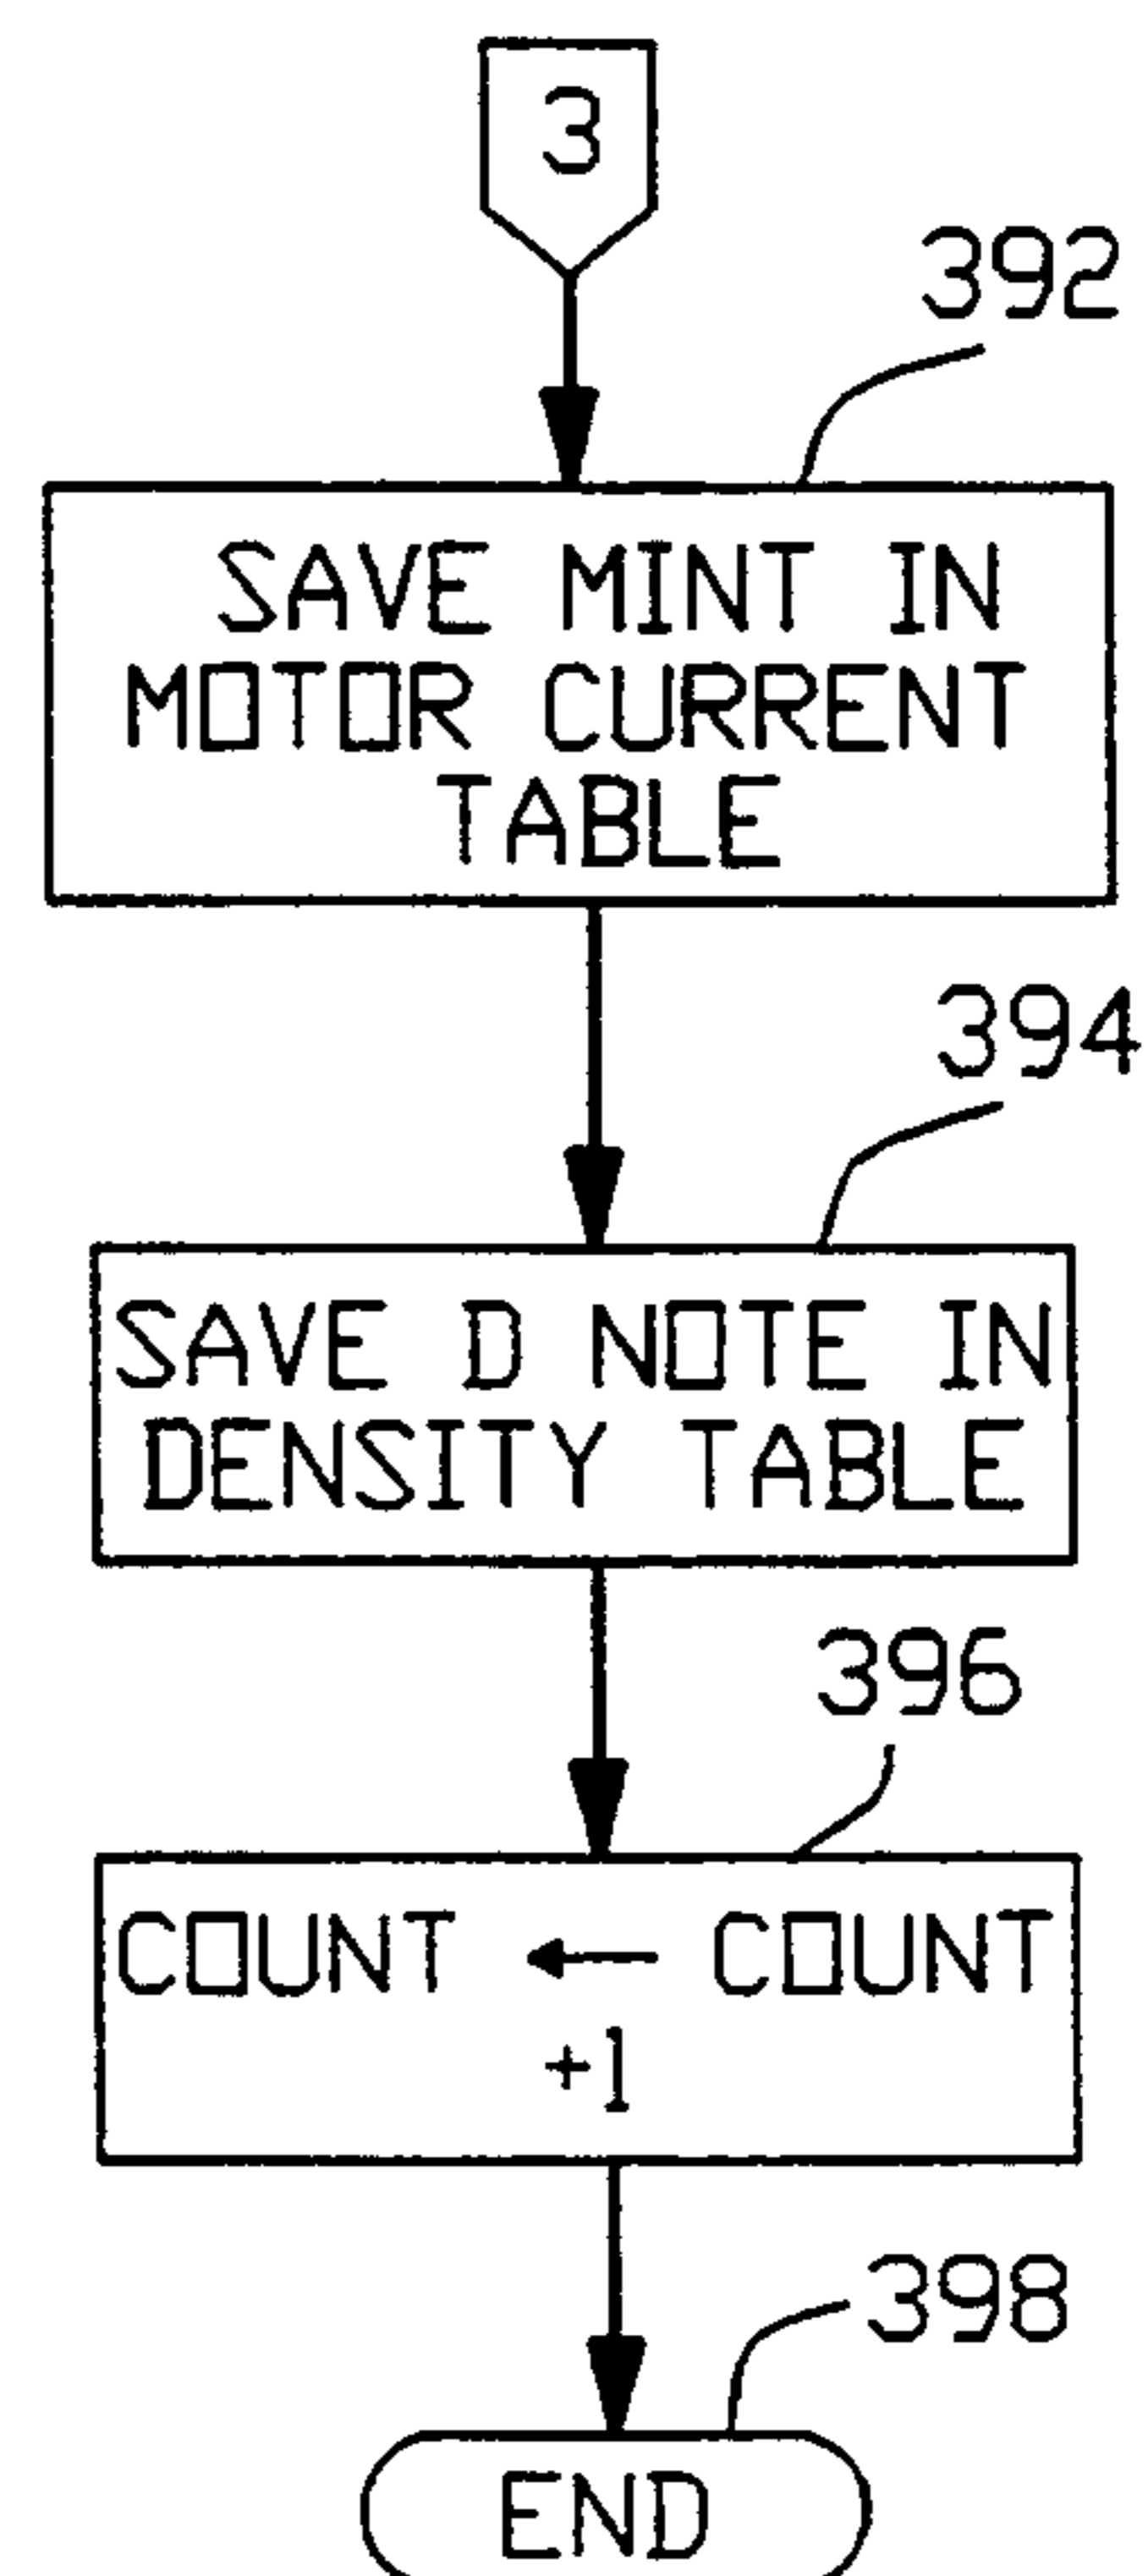 3
392
SAVE MINT IN
MOTOR CURRENT
TABLE
394
SAVE D NOTE IN
DENSITY TABLE
396
COUNT ← COUNT
+1
398
END